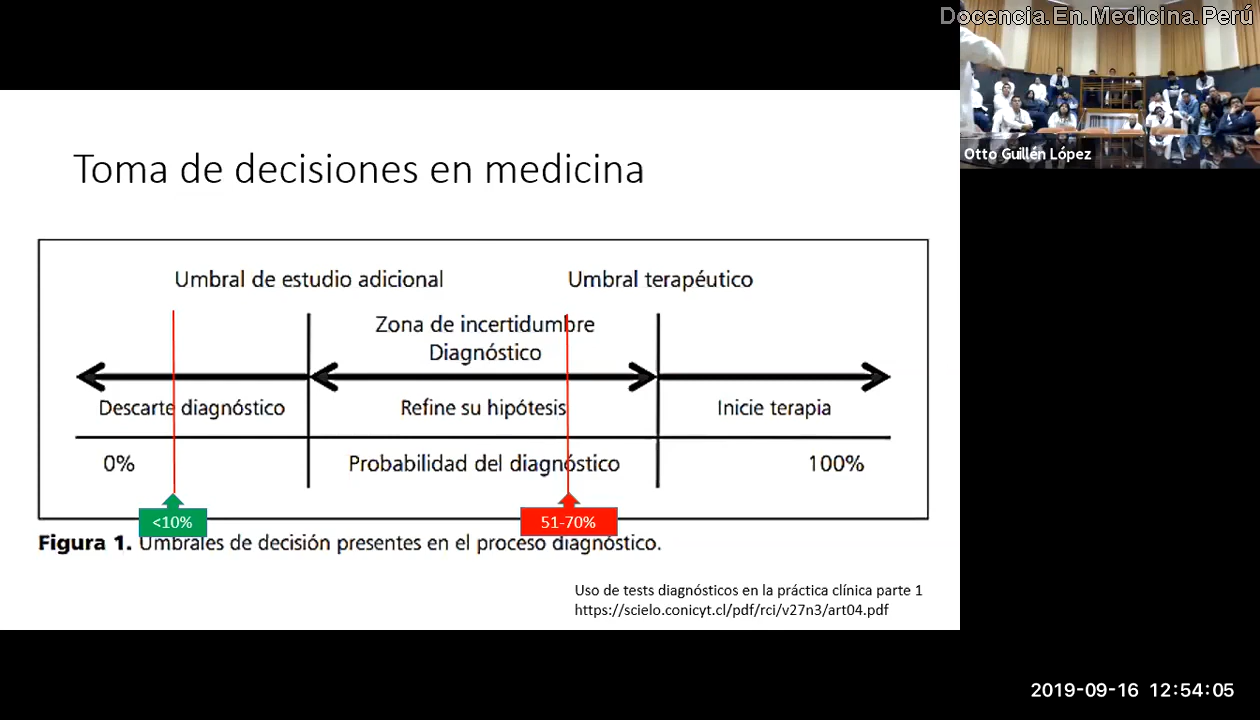 Docencia.En.Medicina.Perú
Otto Guillén López
Toma de decisiones en medicina
Umbral de estudio adicional
Umbral terapéutico
Zona de incertidumbre
Diagnóstico
Descarte diagnóstico
Refine su hipótesis
Inicie terapia
0%
Probabilidad del diagnóstico
100%
<10%
51-70%
Figura 1. Umbrales de decisión presentes en el proceso diagnóstico.
Uso de tests diagnósticos en la práctica clínica parte 1
https://scielo.conicyt.cl/pdf/rci/v27n3/art04.pdf
2019-09-16 12:54:05